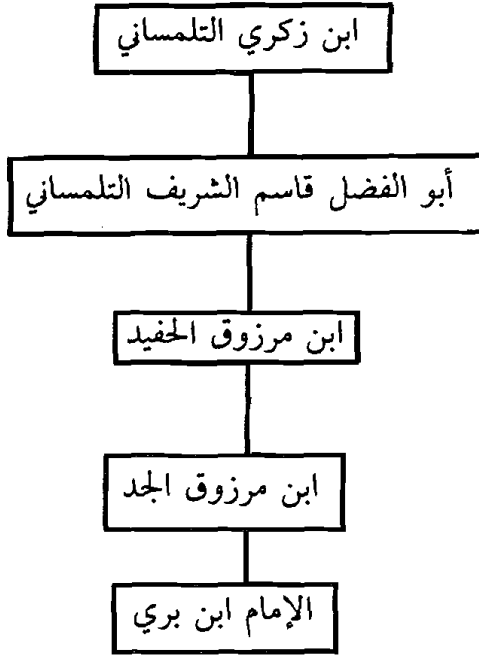 ابن زكري التلمساني
أبو الفضل قاسم الشريف التلمساني
ابن مرزوق الحفيد
ابن مرزوق الجد
الإمام ابن بري